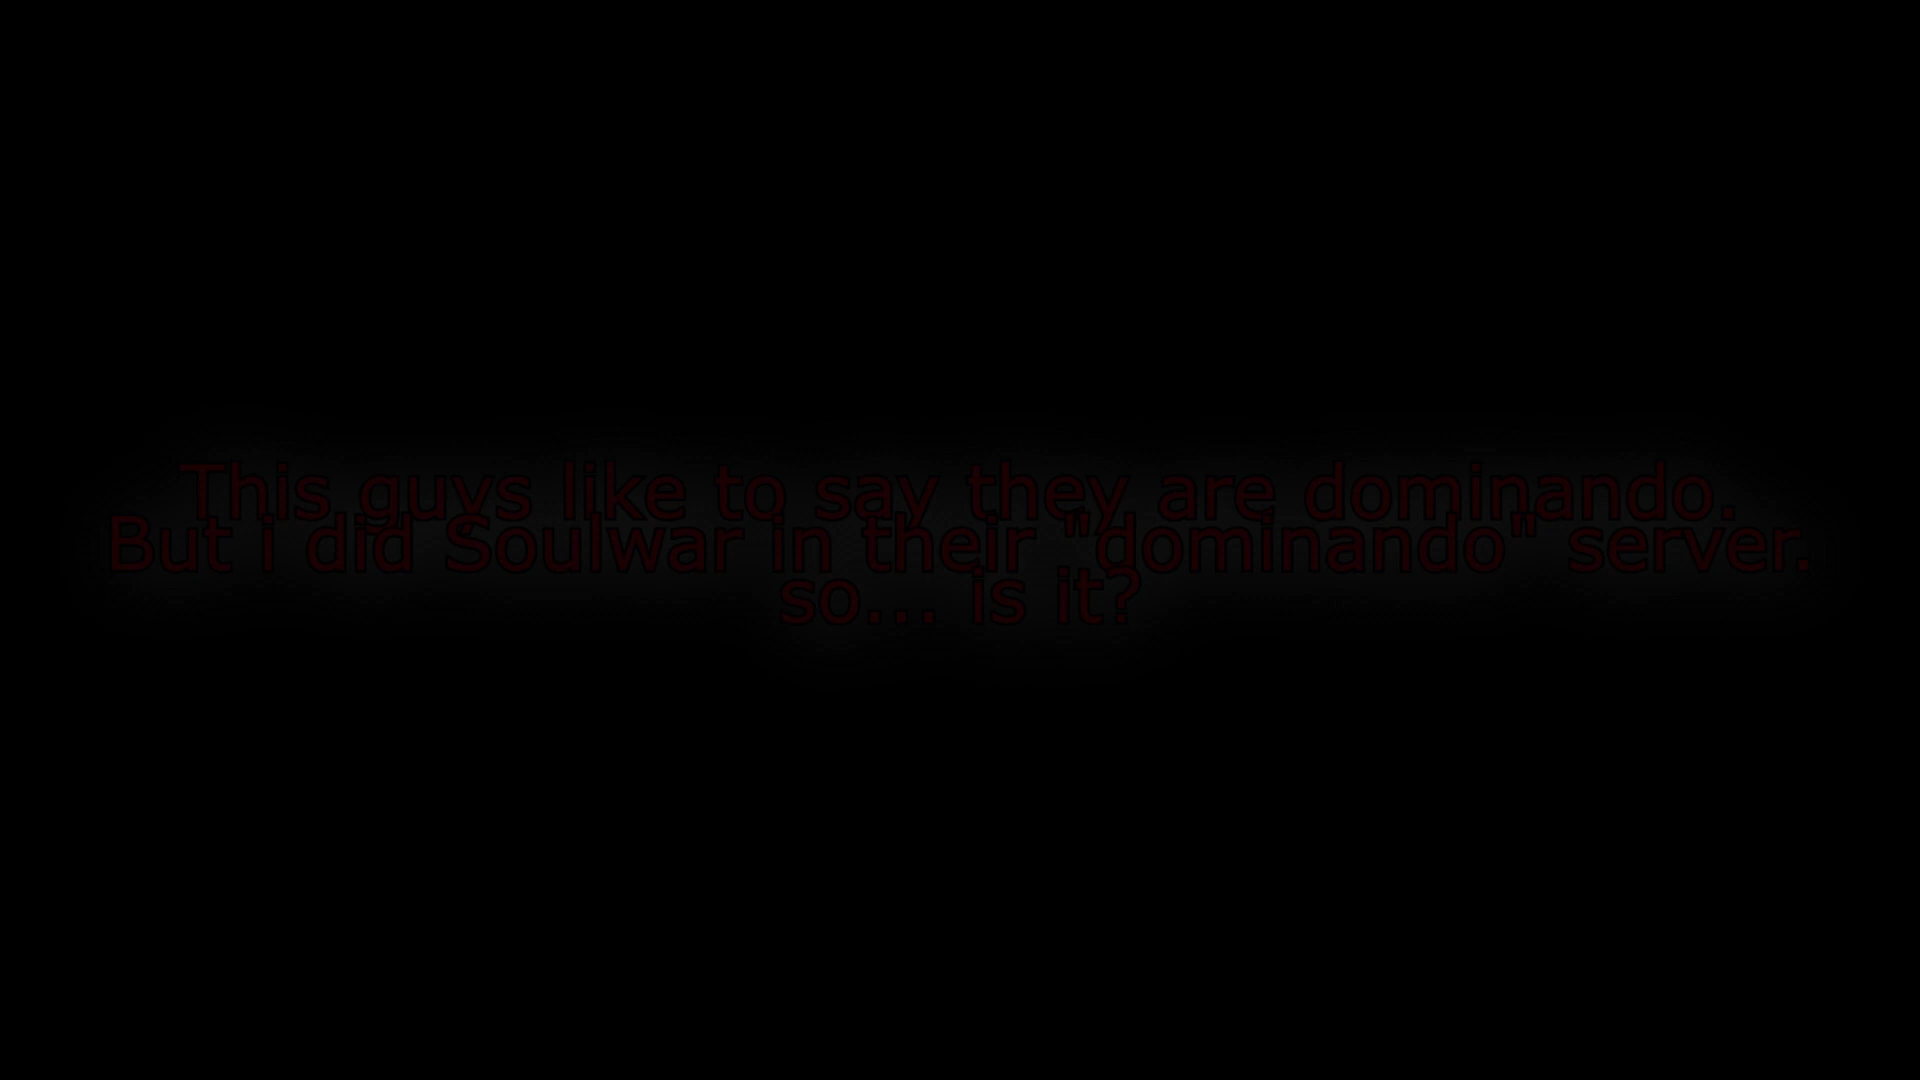 This guys like to say they are dominando.
But i did Soulwar in their "dominando" server.
so... is it?